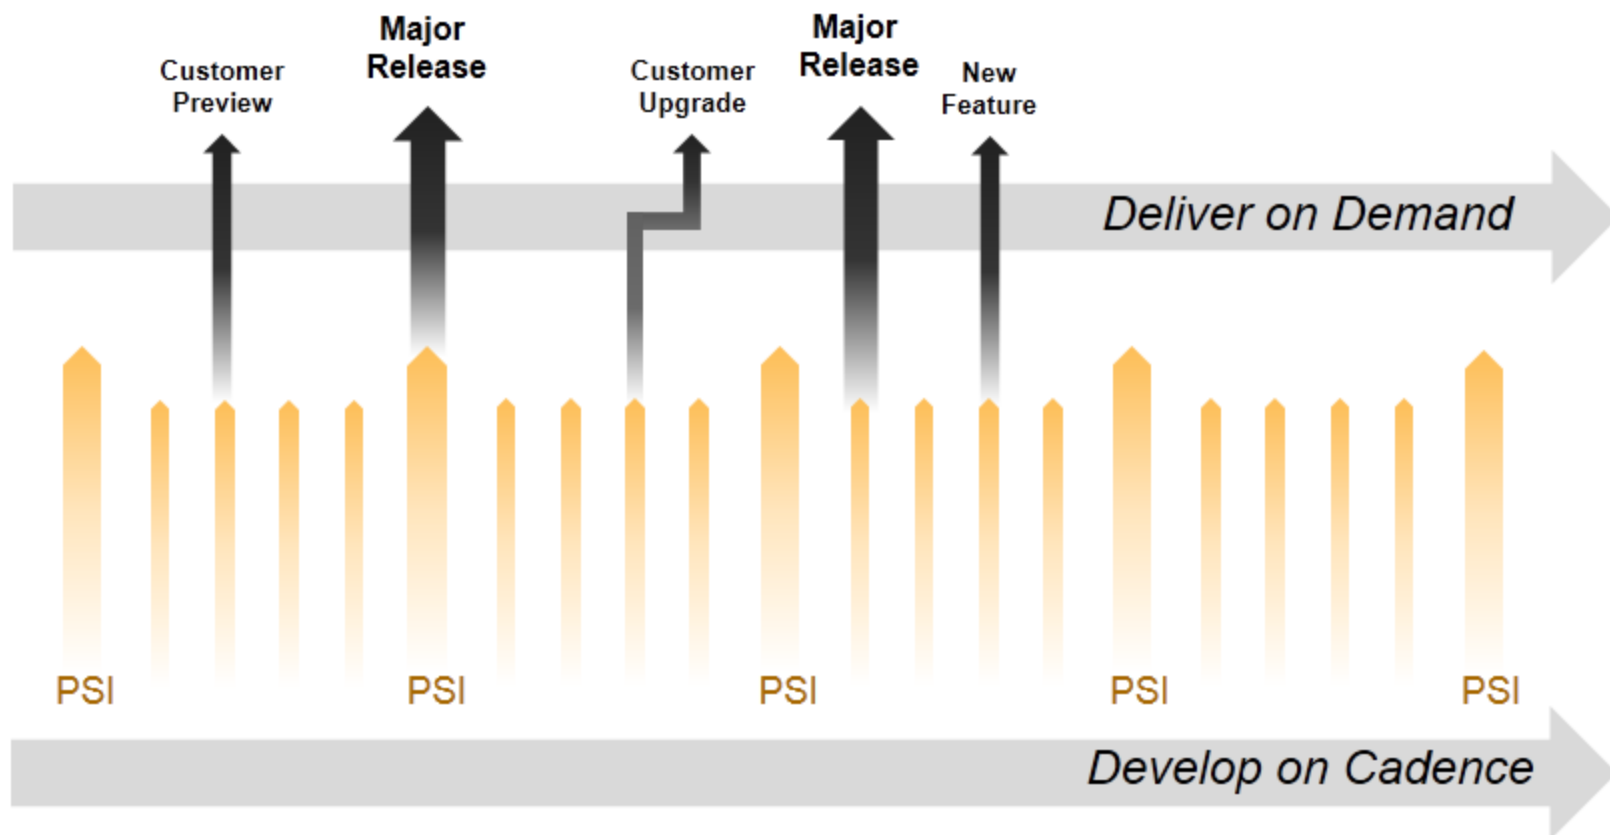 Customer
Preview
Major
Release
Customer
Upgrade
Major
Release
New
Feature
Deliver on Demand
PSI
PSI
PSI
PSI
PSI
Develop on Cadence